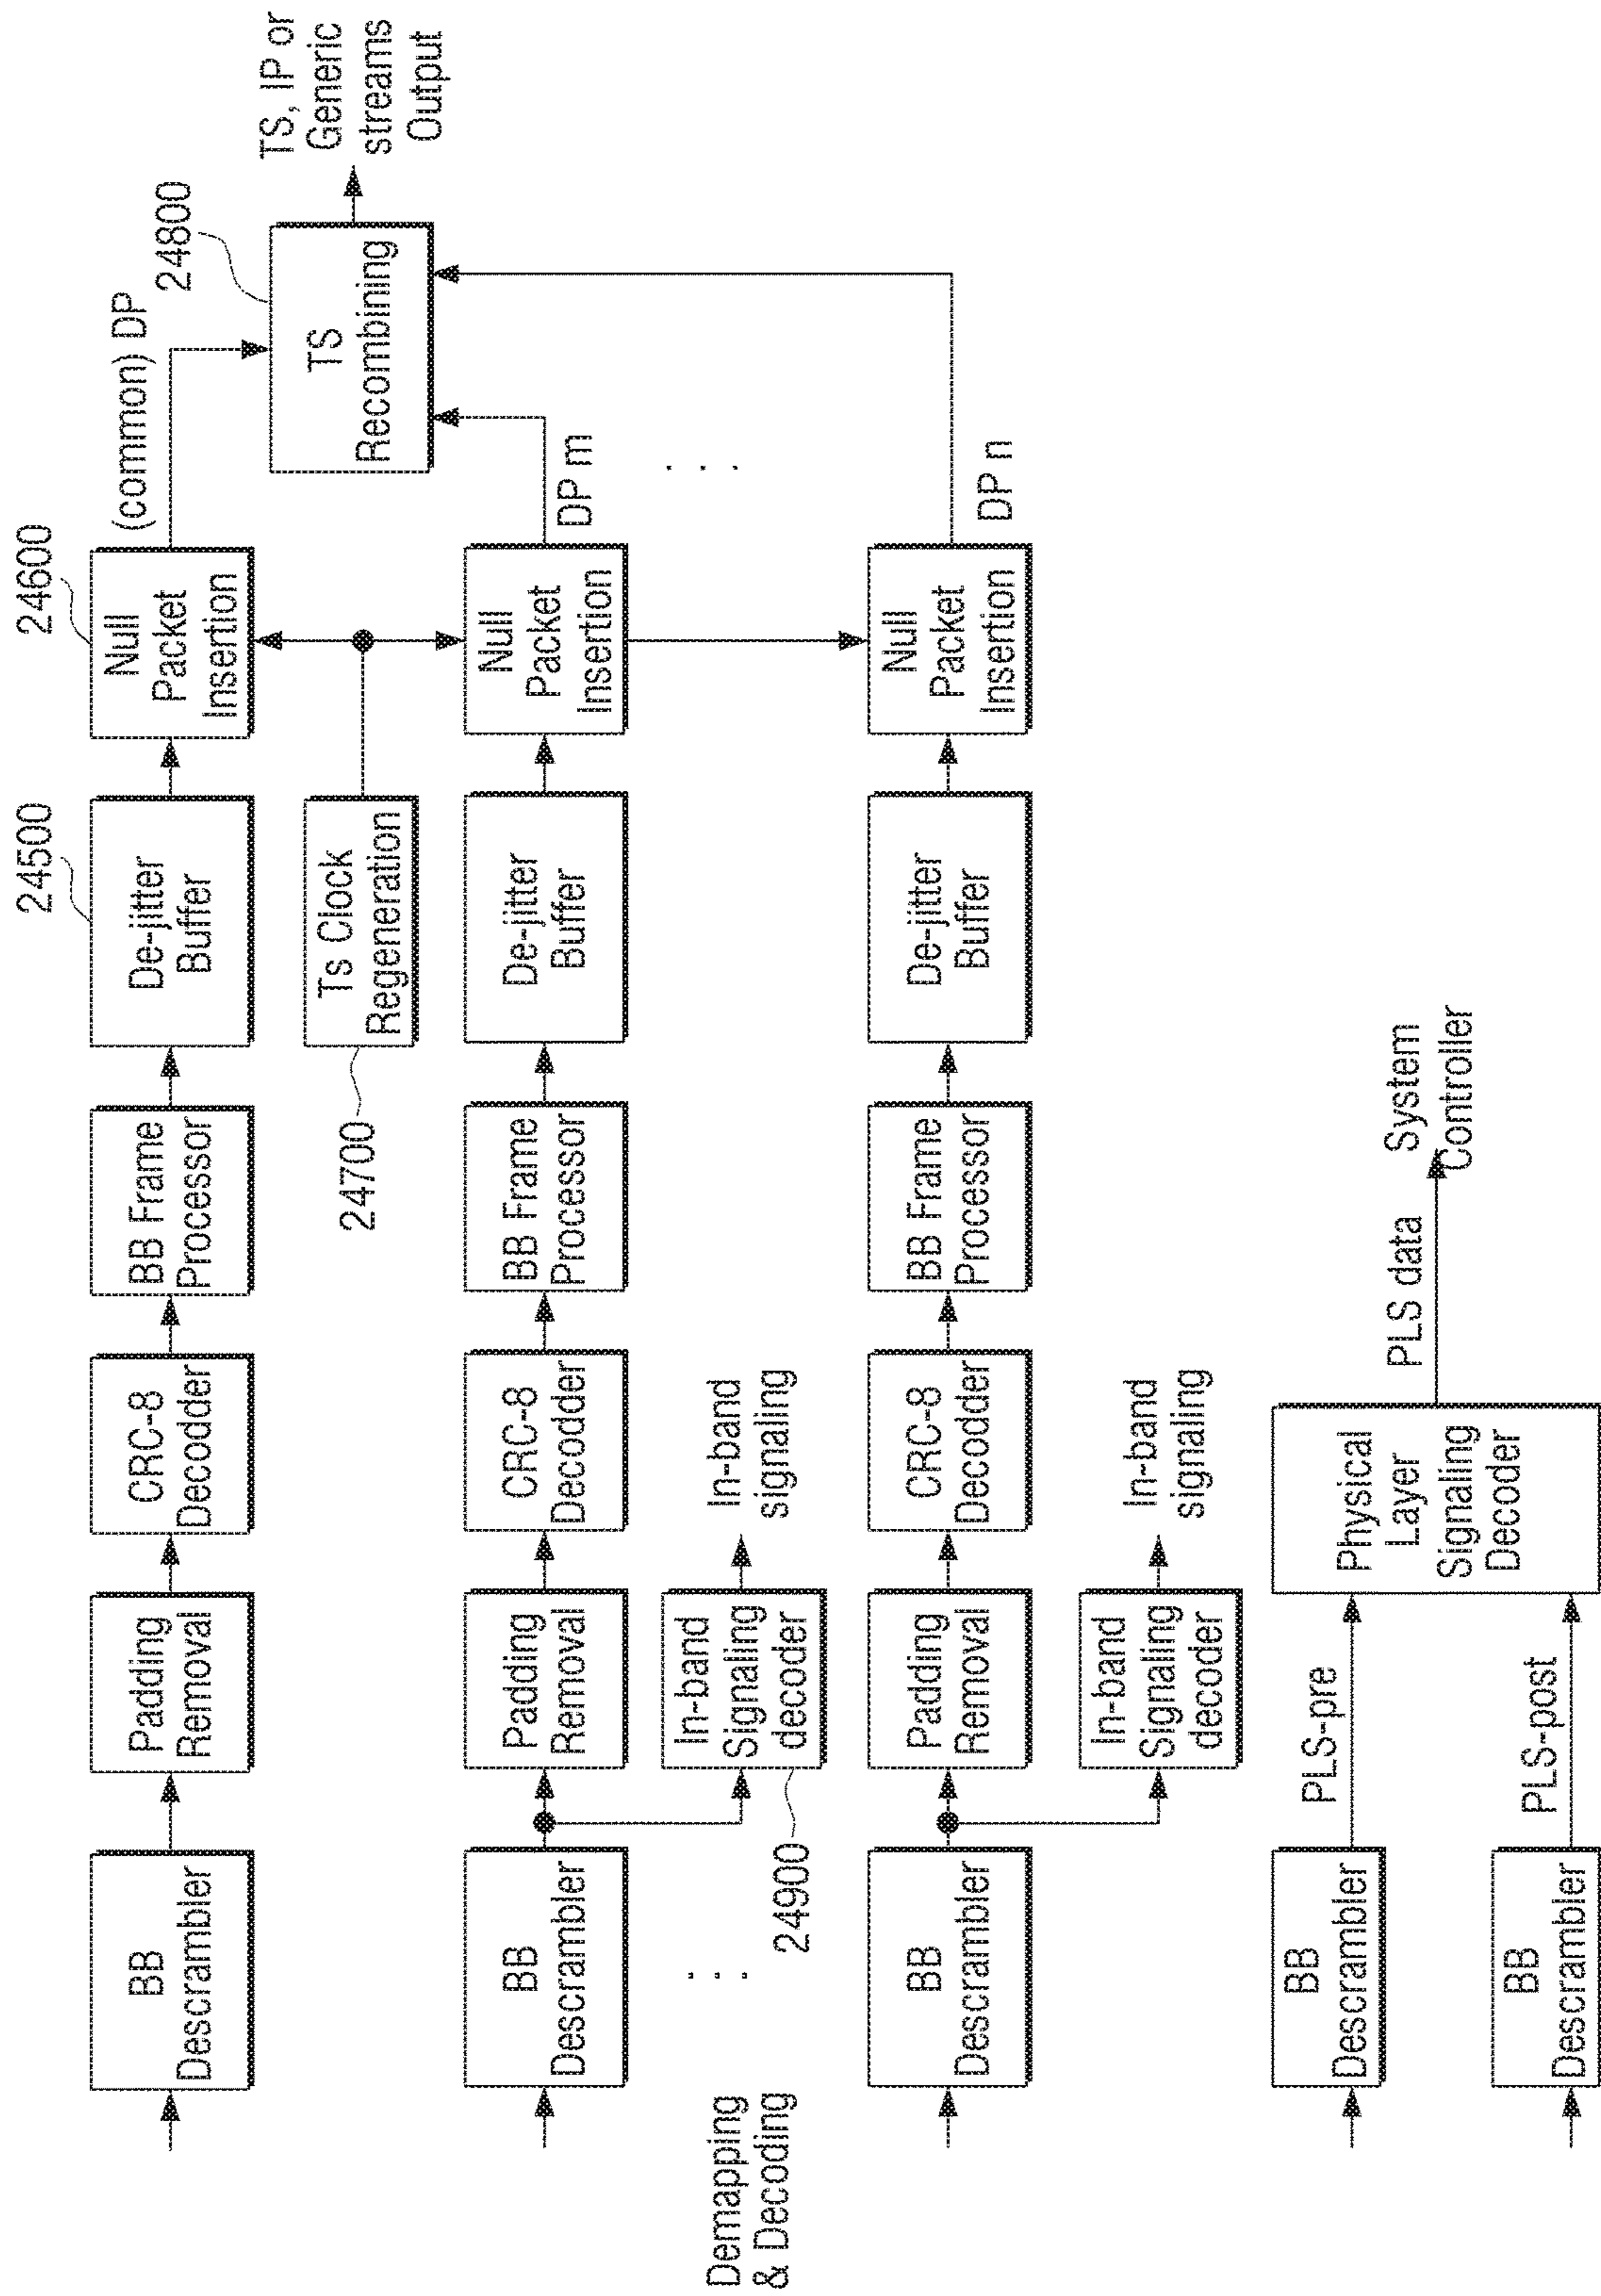 24500
24600
(common) DP
24800
BB
Descrambler
Padding
Removal
CRC-8
Decodder
BB Frame
Processor
De-jitter
Buffer
Null
Packet
Insertion
TS
Recombining
TS, IP or
Generic
streams
Output
24700
Ts Clock
Regeneration
BB
Descrambler
Padding
Removal
CRC-8
Decodder
BB Frame
Processor
De-jitter
Buffer
Null
Packet
Insertion
DP m
. . .
24900
In-band
Signaling
decoder
In-band
signaling
. . .
Demapping
& Decoding
BB
Descrambler
Padding
Removal
CRC-8
Decodder
BB Frame
Processor
De-jitter
Buffer
Null
Packet
Insertion
DP n
In-band
Signaling
decoder
In-band
signaling
BB
Descrambler
PLS-pre
Phyisical
Layer
Signaling
Decoder
PLS data
System
Controller
BB
Descrambler
PLS-post